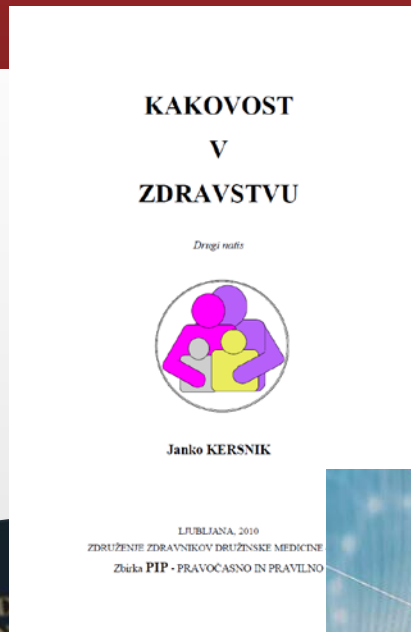 KAKOVOST
V
ZDRAVSTVU
Drugi natis
Janko KERSNIK
LJUBLJANA, 2010
ZDRUŽENJE ZDRAVNIKOV DRUŽINSKE MEDICINE
Zbirka PIP - PRAVOČASNO IN PRAVILNO